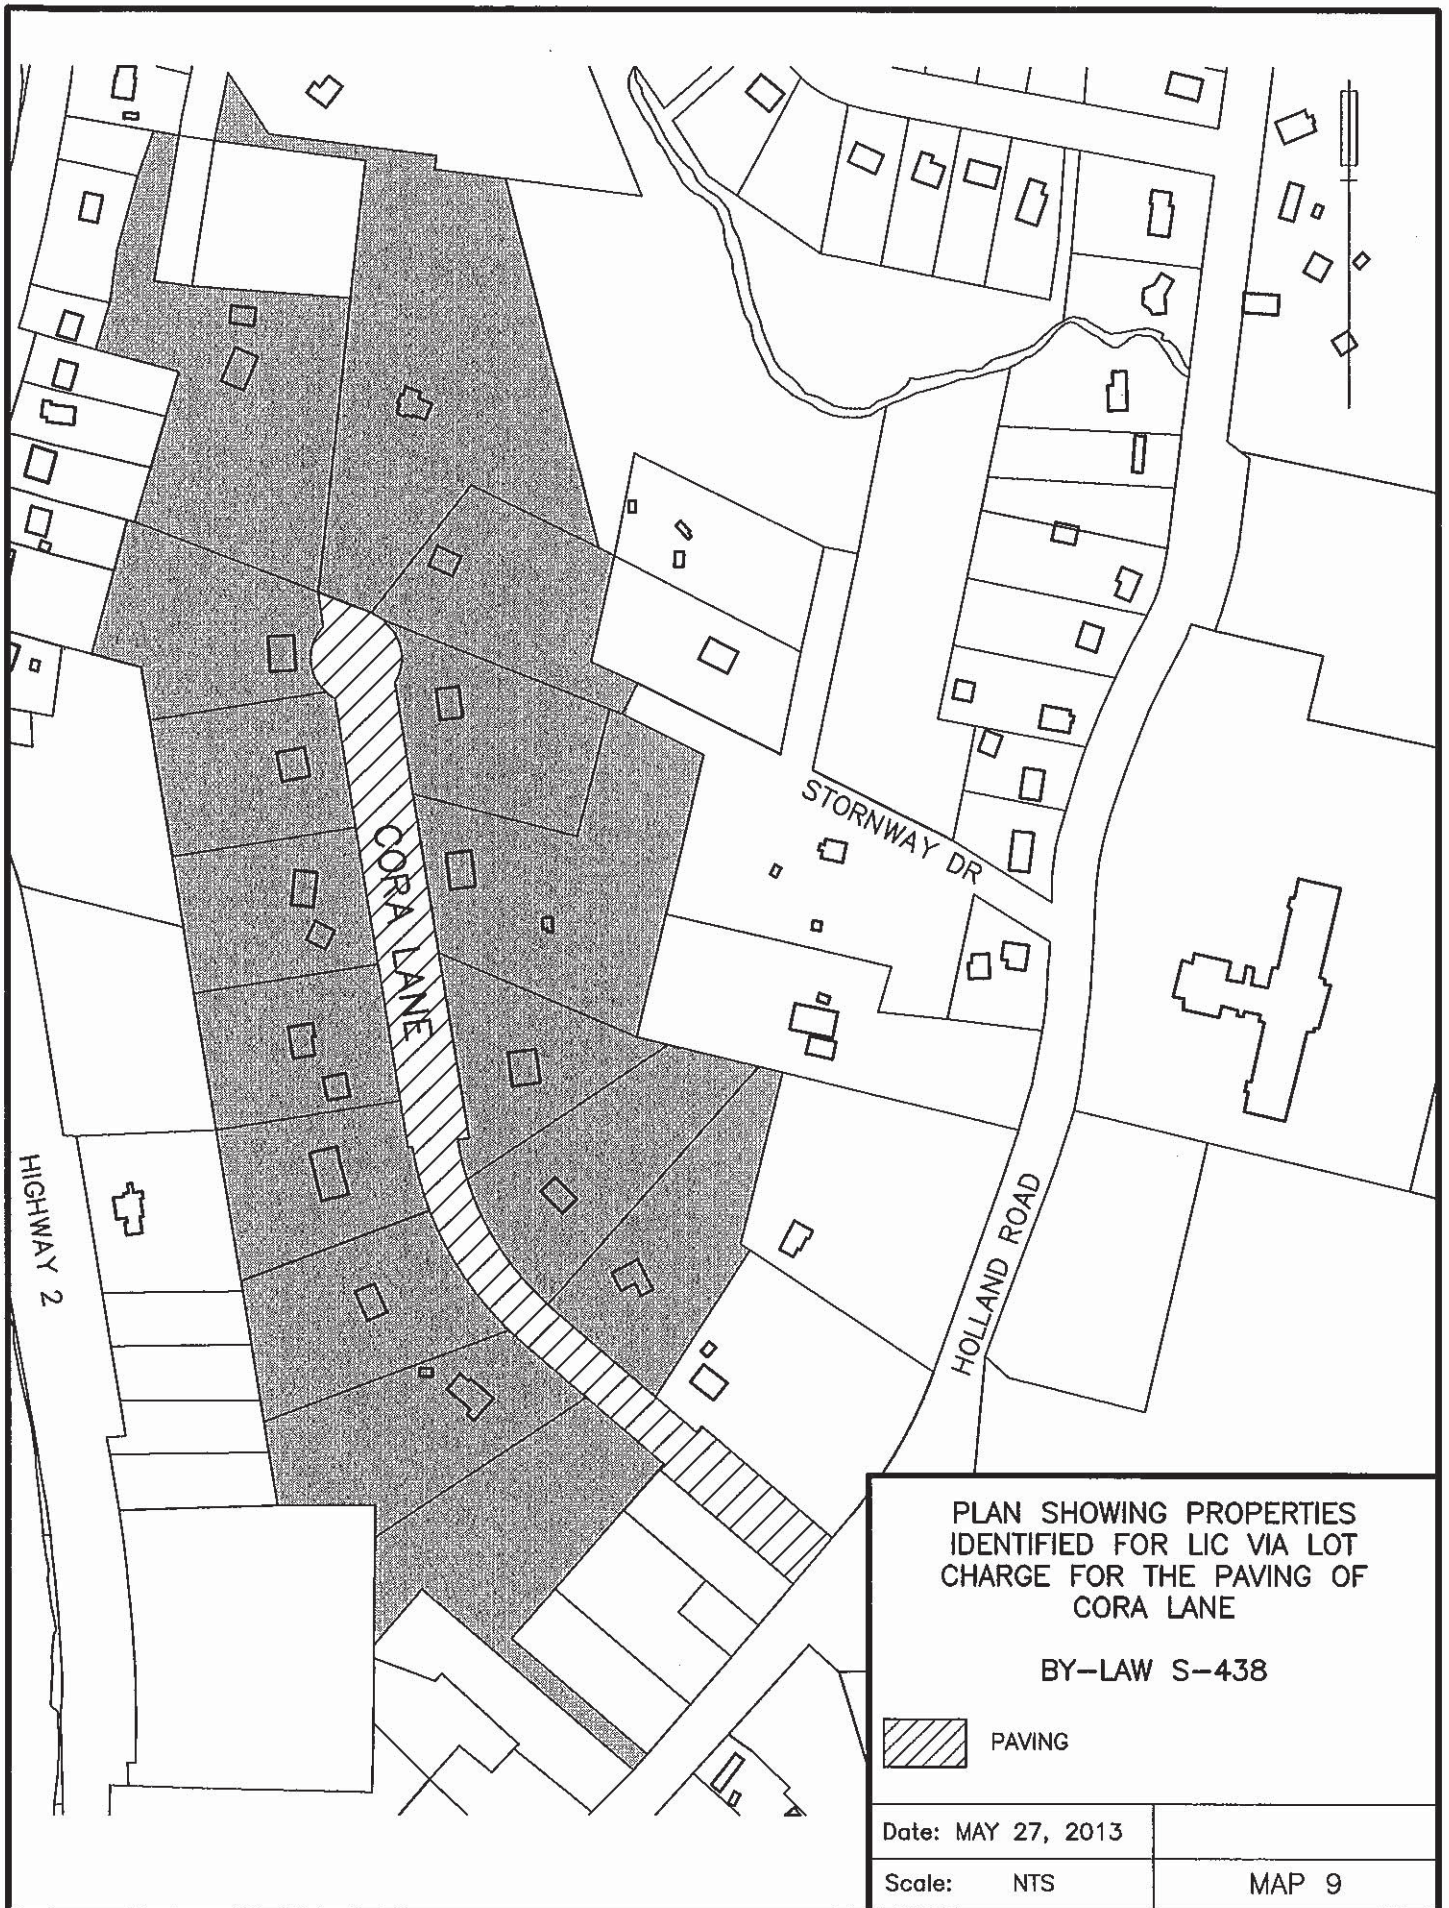 CORA LANE
STORNWAY DR
HIGHWAY 2
HOLLAND ROAD
PLAN SHOWING PROPERTIES
IDENTIFIED FOR LIC VIA LOT
CHARGE FOR THE PAVING OF
CORA LANE
BY-LAW S-438
PAVING
Date: MAY 27, 2013
Scale: NTS
MAP 9